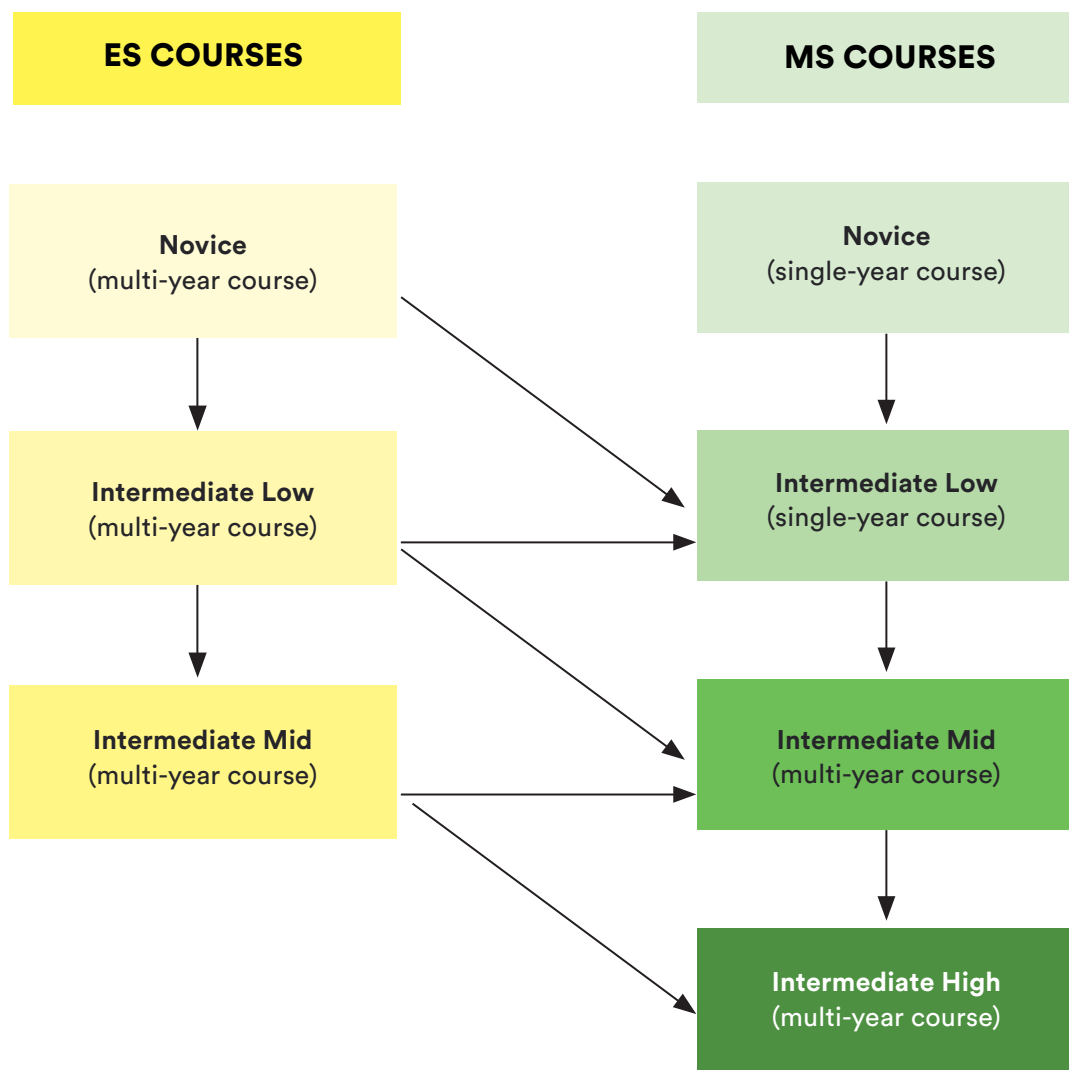 ES COURSES
MS COURSES
Novice
(multi-year course)
Novice
(single-year course)
Intermediate Low
(multi-year course)
Intermediate Low
(single-year course)
Intermediate Mid
(multi-year course)
Intermediate Mid
(multi-year course)
Intermediate High
(multi-year course)